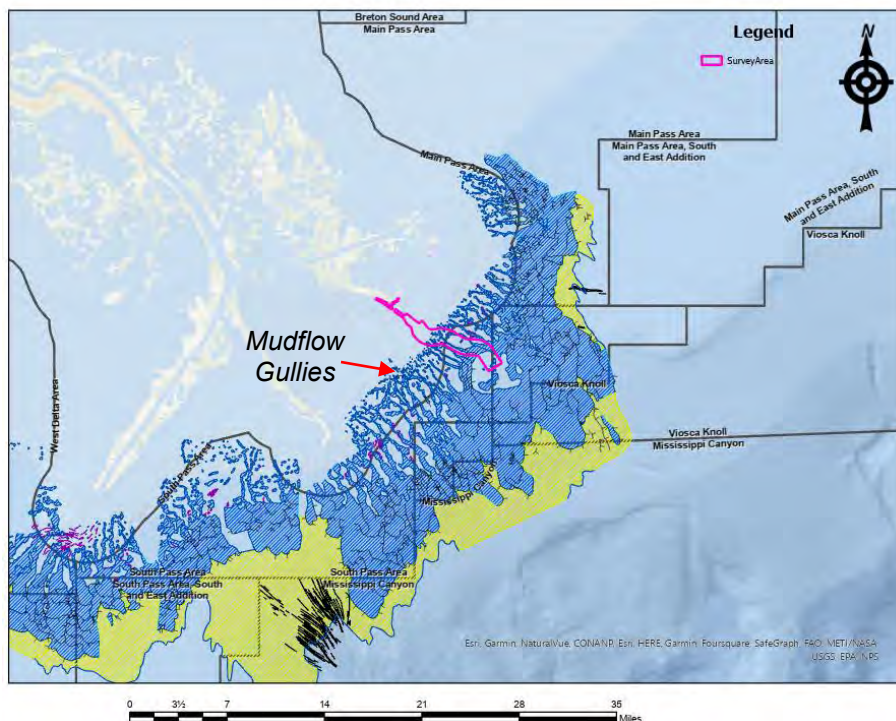 Breton Sound Area
Main Pass Area
Legend
SurveyArea
N
Main Pass Area
Main Pass Area, South
and East Addition
Main Pass Area
Main Pass Area, South
and East Addition
Viosca Knoll
Mudflow
Gullies
Viosca Knoll
West Delta Area
Viosca Knoll
Mississippi Canyon
South Pass Area
Mississippi Canyon
South Pass Area
South Pass Area, South
and East Addition
South Pass Area
Mississippi Canyon
Esri, Garmin, NaturalVue, CONANP, Esri, HERE, Garmin, Foursquare, SafeGraph, FAO, METI/NASA,
USGS, EPA, NPS
0 3½ 7 14 21 28 35
Miles